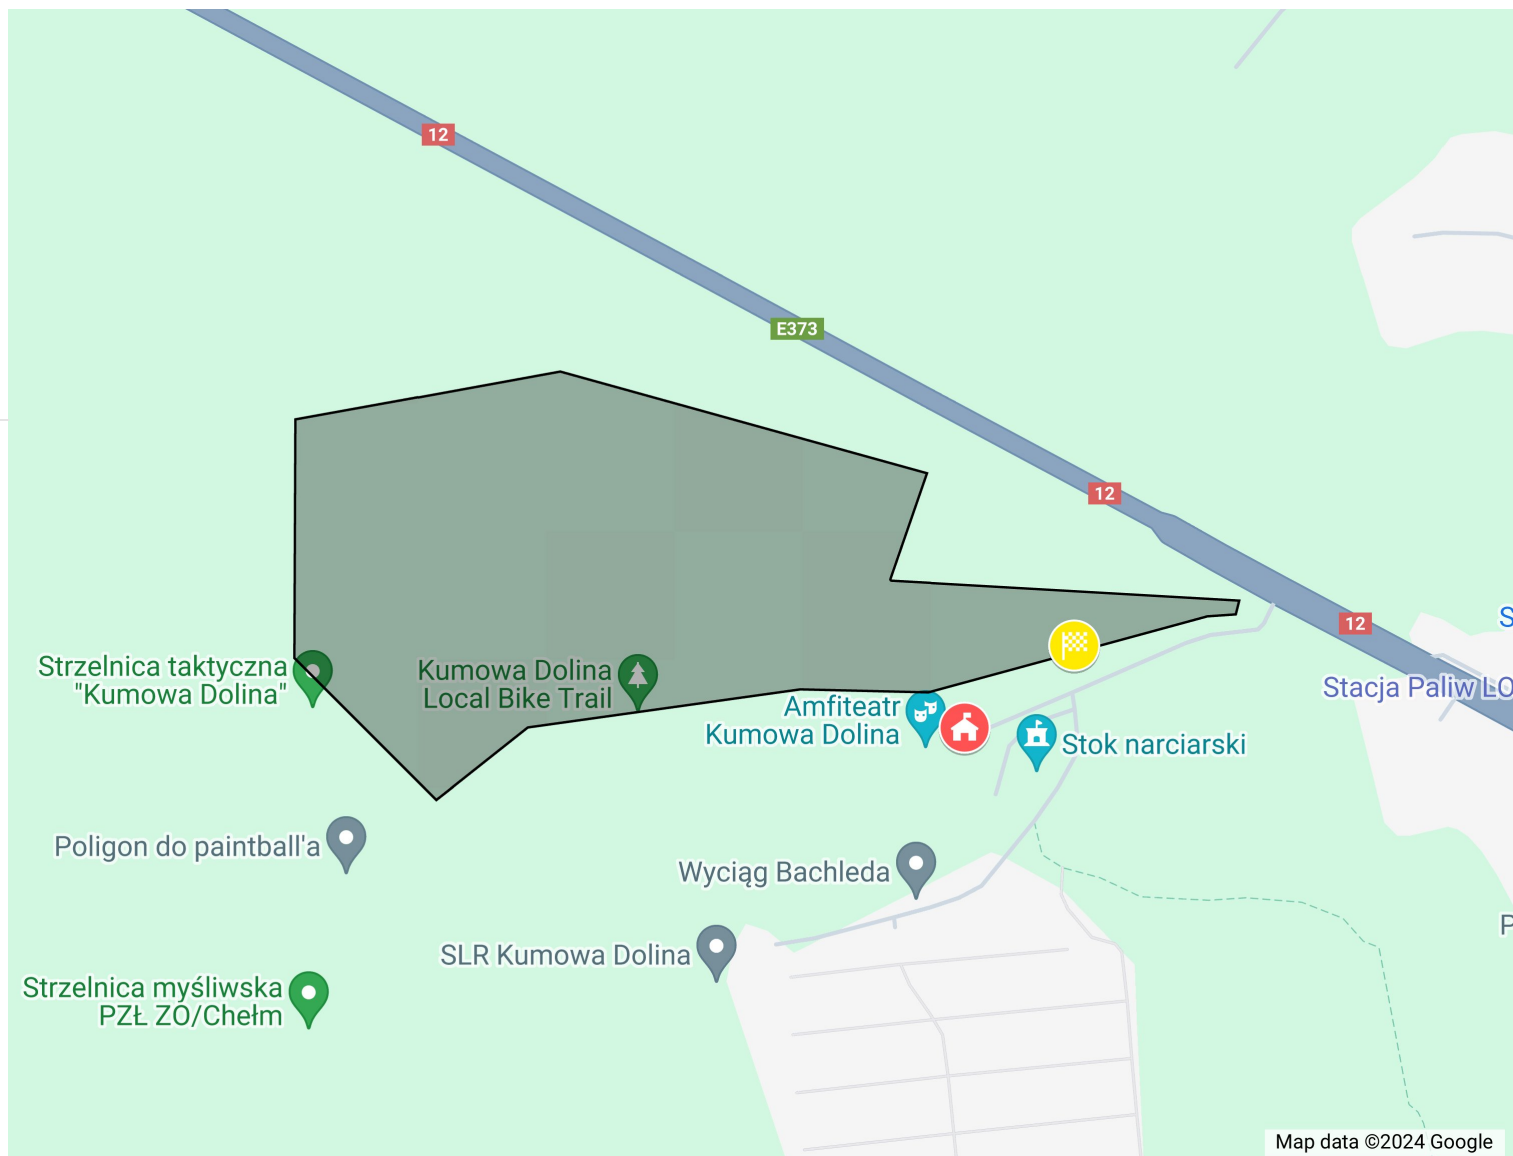 12
E373
12
12
S
Strzelnica taktyczna
"Kumowa Dolina"
Kumowa Dolina
Local Bike Trail
Stacja Paliw LO
Amfiteatr
Kumowa Dolina
Stok narciarski
Poligon do paintball'a
Wyciąg Bachleda
P
SLR Kumowa Dolina
Strzelnica myśliwska
PZŁ ZO/Chełm
Map data ©2024 Google